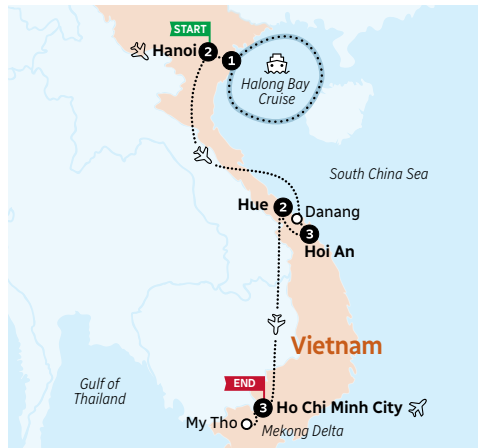 START
Hanoi 2 1
Halong Bay
Cruise
South China Sea
Hue 2 Danang
3
Hoi An
Vietnam
END
Gulf of
Thailand
3 Ho Chi Minh City
My Tho
Mekong Delta